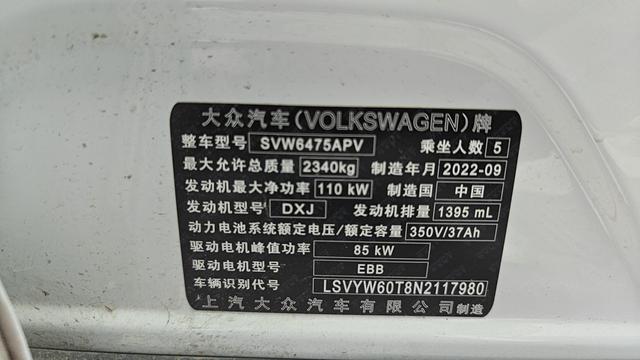 大众汽车(VOLKSWAGEN)牌
整车型号 SVW6475APV 乘坐人数 5
最大允许总质量 2340kg 制造年月 2022-09
发动机最大净功率 110 kW 制造国 中国
发动机型号 DXJ 发动机排量 1395 mL
动力电池系统额定电压/额定容量 350V/37Ah
驱动电机峰值功率 85 kW
驱动电机型号 EBB
车辆识别代号 LSVYW60T8N2117980
上汽大众汽车有限公司制造